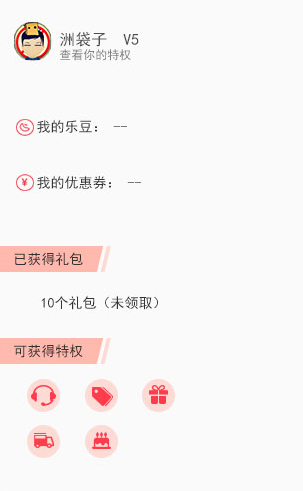 洲袋子 V5
查看你的特权
我的乐豆： --
我的优惠券： --
已获得礼包
10个礼包（未领取）
可获得特权